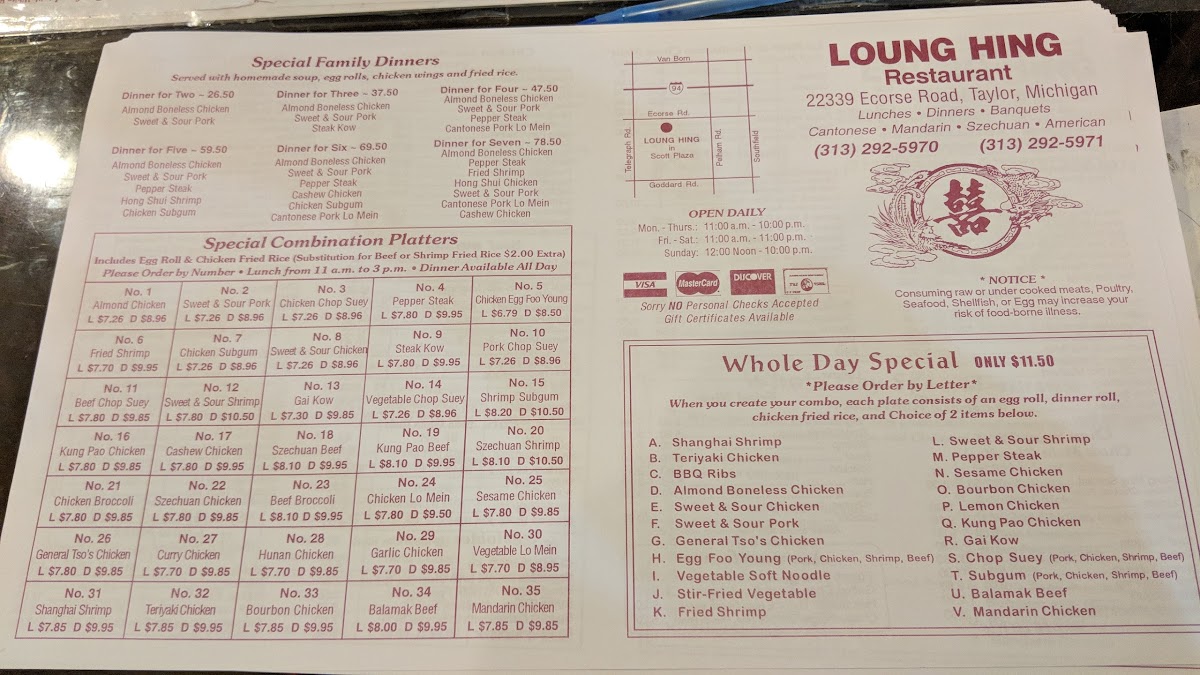 Special Family Dinners
Served with homemade soup, egg rolls, chicken wings and fried rice.
Dinner for Two ~ 26.50
Almond Boneless Chicken
Sweet & Sour Pork
Dinner for Three ~ 37.50
Almond Boneless Chicken
Sweet & Sour Pork
Steak Kow
Dinner for Four ~ 47.50
Almond Boneless Chicken
Sweet & Sour Pork
Pepper Steak
Cantonese Pork Lo Mein
Dinner for Five ~ 59.50
Almond Boneless Chicken
Sweet & Sour Pork
Pepper Steak
Hong Shui Shrimp
Chicken Subgum
Dinner for Six ~ 69.50
Almond Boneless Chicken
Sweet & Sour Pork
Pepper Steak
Cashew Chicken
Chicken Subgum
Cantonese Pork Lo Mein
Dinner for Seven ~ 78.50
Almond Boneless Chicken
Pepper Steak
Fried Shrimp
Hong Shui Chicken
Sweet & Sour Pork
Cantonese Pork Lo Mein
Cashew Chicken
Special Combination Platters
Includes Egg Roll & Chicken Fried Rice (Substitution for Beef or Shrimp Fried Rice $2.00 Extra)
Please Order by Number • Lunch from 11 a.m. to 3 p.m. • Dinner Available All Day
No. 1
Almond Chicken
L $7.26 D $8.96
No. 2
Sweet & Sour Pork
L $7.26 D $8.96
No. 3
Chicken Chop Suey
L $7.26 D $8.96
No. 4
Pepper Steak
L $7.80 D $9.95
No. 5
Chicken Egg Foo Young
L $6.79 D $8.50
No. 6
Fried Shrimp
L $7.70 D $9.95
No. 7
Chicken Subgum
L $7.26 D $8.96
No. 8
Sweet & Sour Chicken
L $7.26 D $8.96
No. 9
Steak Kow
L $7.80 D $9.95
No. 10
Pork Chop Suey
L $7.26 D $8.96
No. 11
Beef Chop Suey
L $7.80 D $9.85
No. 12
Sweet & Sour Shrimp
L $7.80 D $10.50
No. 13
Gai Kow
L $7.30 D $9.85
No. 14
Vegetable Chop Suey
L $7.26 D $8.96
No. 15
Shrimp Subgum
L $8.20 D $10.50
No. 16
Kung Pao Chicken
L $7.80 D $9.85
No. 17
Cashew Chicken
L $7.80 D $9.95
No. 18
Szechuan Beef
L $8.10 D $9.95
No. 19
Kung Pao Beef
L $8.10 D $9.95
No. 20
Szechuan Shrimp
L $8.10 D $10.50
No. 21
Chicken Broccoli
L $7.80 D $9.85
No. 22
Szechuan Chicken
L $7.80 D $9.85
No. 23
Beef Broccoli
L $8.10 D $9.95
No. 24
Chicken Lo Mein
L $7.80 D $9.50
No. 25
Sesame Chicken
L $7.80 D $9.85
No. 26
General Tso's Chicken
L $7.80 D $9.85
No. 27
Curry Chicken
L $7.70 D $9.85
No. 28
Hunan Chicken
L $7.70 D $9.85
No. 29
Garlic Chicken
L $7.70 D $9.85
No. 30
Vegetable Lo Mein
L $7.70 D $8.95
No. 31
Shanghai Shrimp
L $7.85 D $9.95
No. 32
Teriyaki Chicken
L $7.85 D $9.95
No. 33
Bourbon Chicken
L $7.85 D $9.95
No. 34
Balamak Beef
L $8.00 D $9.95
No. 35
Mandarin Chicken
L $7.85 D $9.85
Van Born
94
Ecorse Rd.
Telegraph Rd.
LOUNG HING
in
Scott Plaza
Pelham Rd.
Southfield
Goddard Rd.
OPEN DAILY
Mon. - Thurs.: 11:00 a.m. - 10:00 p.m.
Fri. - Sat.: 11:00 a.m. - 11:00 p.m.
Sunday: 12:00 Noon - 10:00 p.m.
VISA
MasterCard
DISCOVER
Sorry NO Personal Checks Accepted
Gift Certificates Available
LOUNG HING
Restaurant
22339 Ecorse Road, Taylor, Michigan
Lunches • Dinners • Banquets
Cantonese • Mandarin • Szechuan • American
(313) 292-5970 (313) 292-5971
囍
* NOTICE *
Consuming raw or under cooked meats, Poultry,
Seafood, Shellfish, or Egg may increase your
risk of food-borne illness.
Whole Day Special ONLY $11.50
*Please Order by Letter*
When you create your combo, each plate consists of an egg roll, dinner roll,
chicken fried rice, and Choice of 2 items below.
A. Shanghai Shrimp
B. Teriyaki Chicken
C. BBQ Ribs
D. Almond Boneless Chicken
E. Sweet & Sour Chicken
F. Sweet & Sour Pork
G. General Tso's Chicken
H. Egg Foo Young (Pork, Chicken, Shrimp, Beef)
I. Vegetable Soft Noodle
J. Stir-Fried Vegetable
K. Fried Shrimp
L. Sweet & Sour Shrimp
M. Pepper Steak
N. Sesame Chicken
O. Bourbon Chicken
P. Lemon Chicken
Q. Kung Pao Chicken
R. Gai Kow
S. Chop Suey (Pork, Chicken, Shrimp, Beef)
T. Subgum (Pork, Chicken, Shrimp, Beef)
U. Balamak Beef
V. Mandarin Chicken